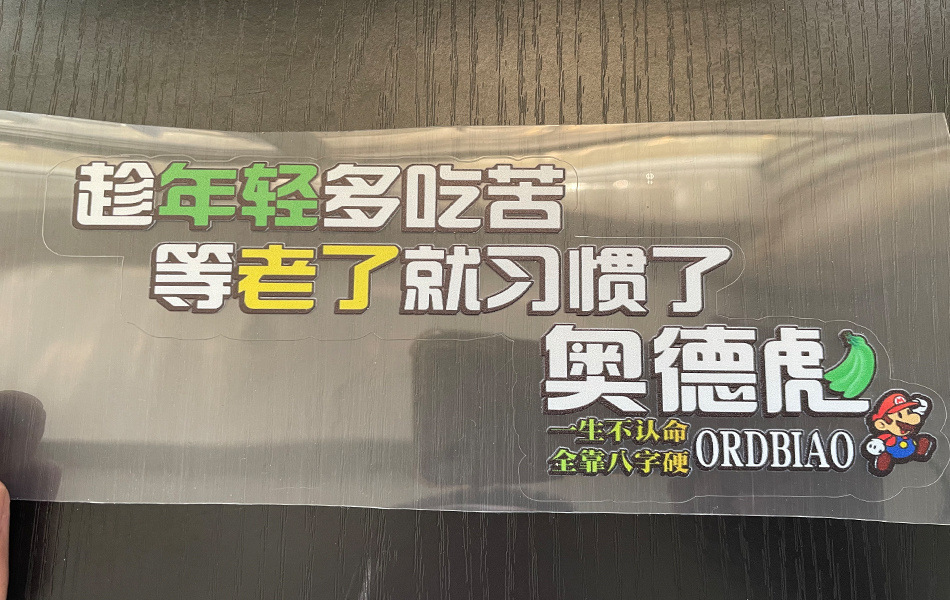 趁年轻多吃苦
等老了就习惯了
奥德虎
一生不认命
全靠八字硬
ORDBIAO